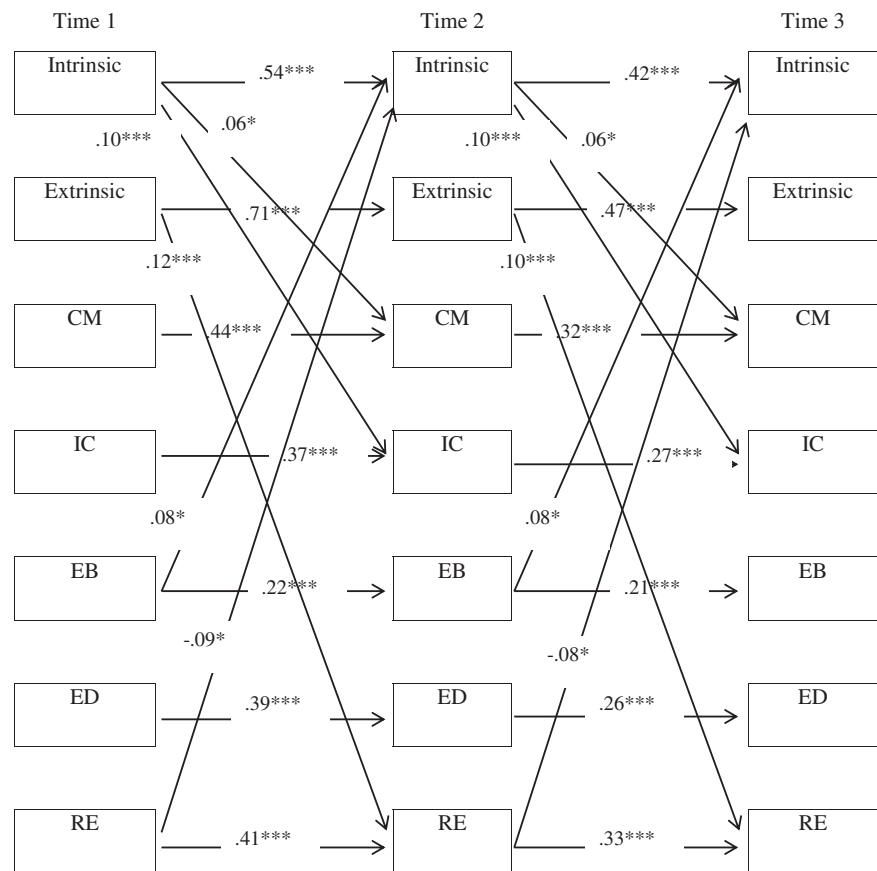 Time 1 Time 2 Time 3
Intrinsic .54*** Intrinsic .42*** Intrinsic
.10*** .06* .10*** .06*
Extrinsic .71*** Extrinsic .47*** Extrinsic
.12*** .10***
CM .44*** CM .32*** CM
IC .37*** IC .27*** IC
.08* .08*
EB .22*** EB .21*** EB
-.09* -.08*
ED .39*** ED .26*** ED
RE .41*** RE .33*** RE